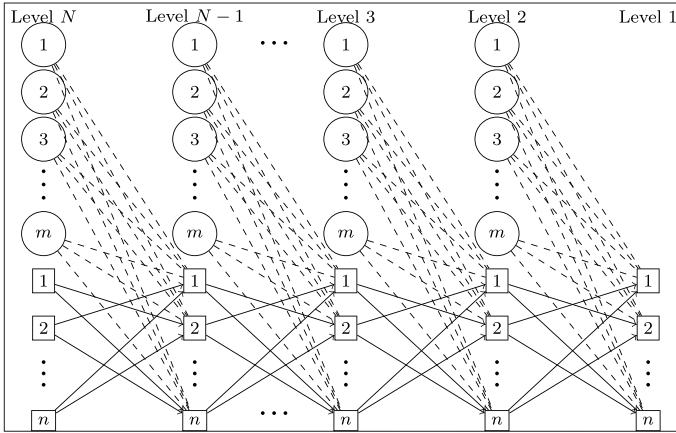 Level N Level N − 1 Level 3 Level 2 Level 1
1 1 ··· 1 1
2 2 2 2
3 3 3 3
⋮ ⋮ ⋮ ⋮
m m m m
1 1 1 1 1
2 2 2 2 2
⋮ ⋮ ⋮ ⋮ ⋮
n n ··· n n n